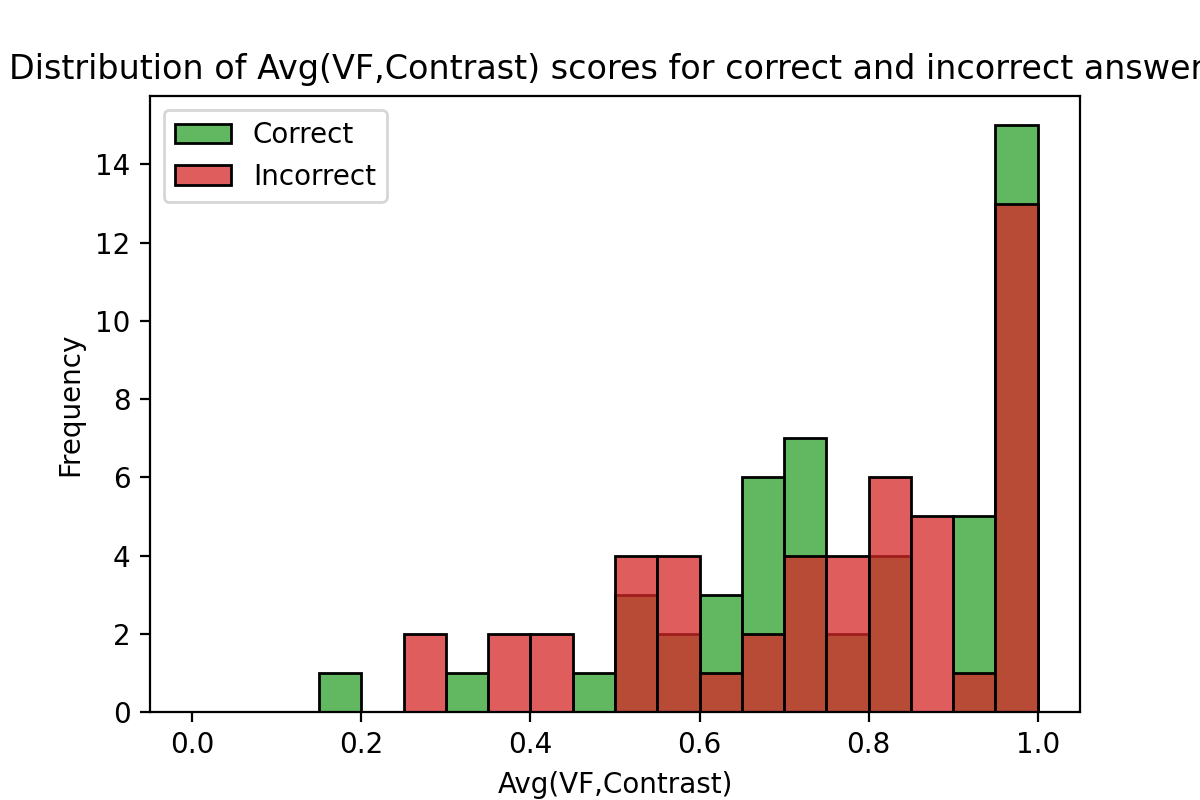 Distribution of Avg(VF,Contrast) scores for correct and incorrect answer
Correct
Incorrect
14
12
10
8
6
4
2
0
Frequency
0.0 0.2 0.4 0.6 0.8 1.0
Avg(VF,Contrast)